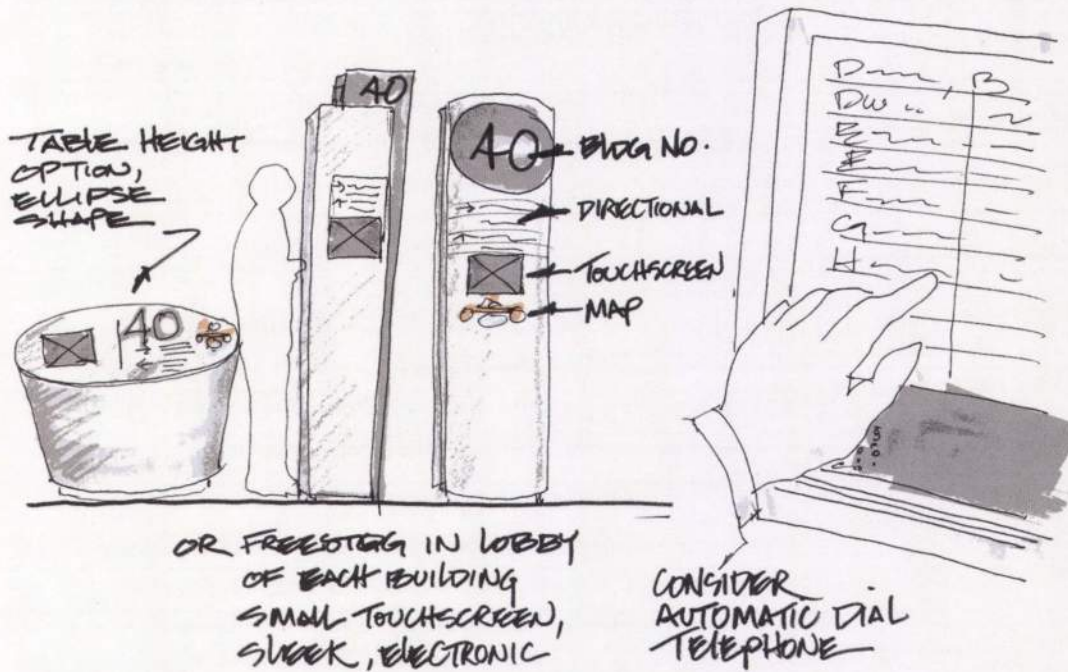 TABLE HEIGHT
OPTION,
ELLIPSE
SHAPE
40
40
40
BLDG NO.
DIRECTIONAL
TOUCHSCREEN
MAP
OR FREESTDG IN LOBBY
OF EACH BUILDING
SMALL TOUCHSCREEN,
SLEEK, ELECTRONIC
D , B
DW
E
E
F
G
H
CONSIDER
AUTOMATIC DIAL
TELEPHONE